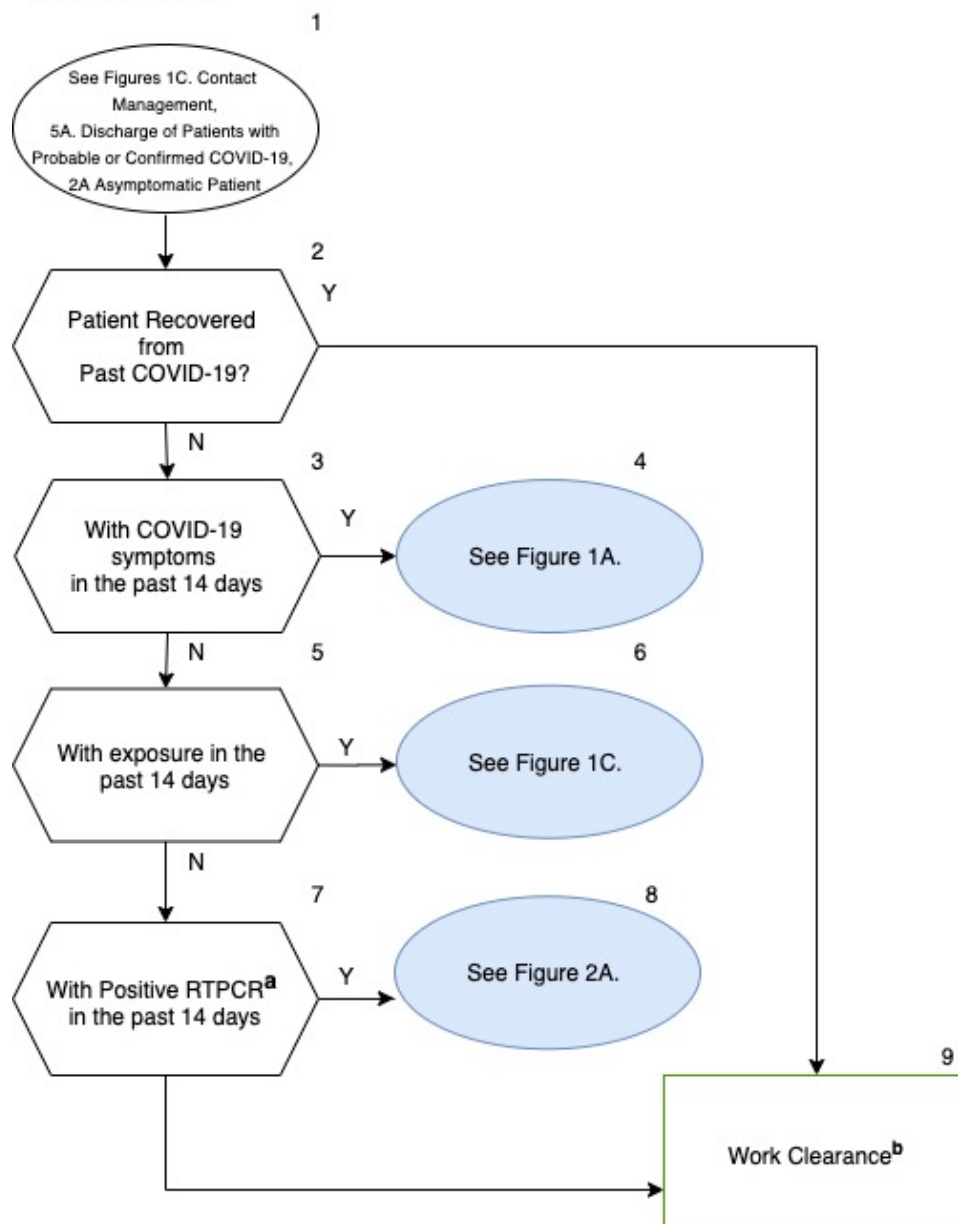 1
See Figures 1C. Contact
Management,
5A. Discharge of Patients with
Probable or Confirmed COVID-19,
2A Asymptomatic Patient
2
Y
Patient Recovered
from
Past COVID-19?
N
3
4
With COVID-19
symptoms
in the past 14 days
Y
See Figure 1A.
N
5
6
With exposure in the
past 14 days
Y
See Figure 1C.
N
7
8
With Positive RTPCRa
in the past 14 days
Y
See Figure 2A.
9
Work Clearanceb